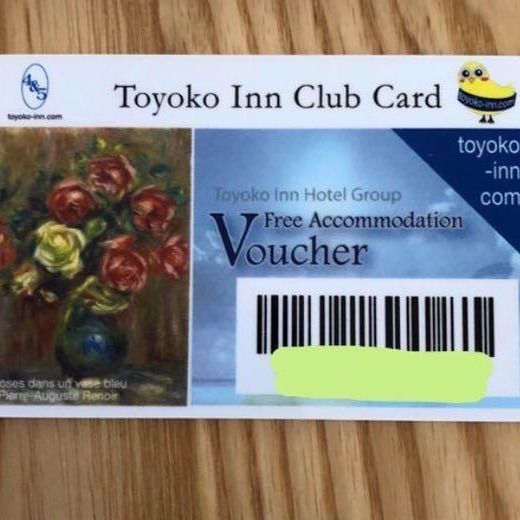 4&5
toyoko-inn.com
Toyoko Inn Club Card
toyoko-inn.com
toyoko
-inn
com
Toyoko Inn Hotel Group
Free Accommodation
Voucher
oses dans un vase bleu
Pierre-Auguste Renoir